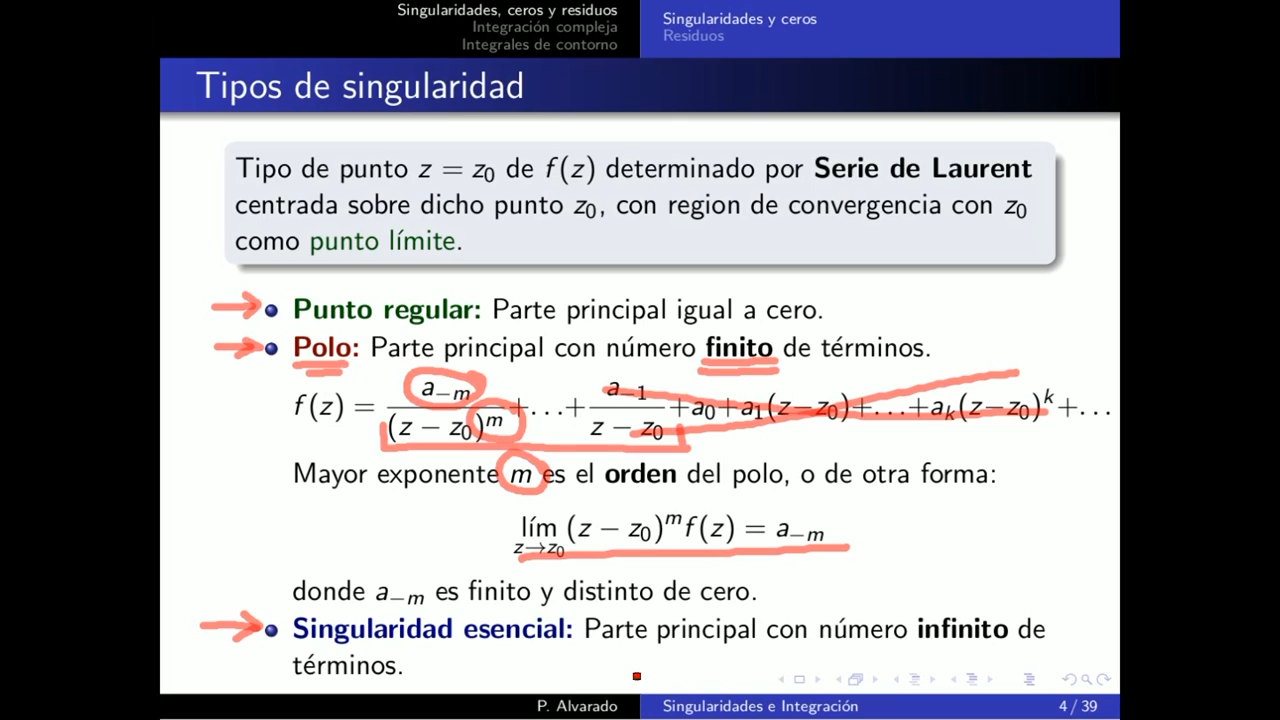 Singularidades, ceros y residuos
Integración compleja
Integrales de contorno
Singularidades y ceros
Residuos
Tipos de singularidad
Tipo de punto z = z₀ de f(z) determinado por Serie de Laurent
centrada sobre dicho punto z₀, con region de convergencia con z₀
como punto límite.
Punto regular: Parte principal igual a cero.
Polo: Parte principal con número finito de términos.
f(z) = a₋ₘ/(z − z₀)ᵐ + … + a₋₁/(z − z₀) + a₀ + a₁(z−z₀) + … + aₖ(z−z₀)ᵏ + …
Mayor exponente m es el orden del polo, o de otra forma:
lím z→z₀ (z − z₀)ᵐ f(z) = a₋ₘ
donde a₋ₘ es finito y distinto de cero.
Singularidad esencial: Parte principal con número infinito de
términos.
P. Alvarado
Singularidades e Integración
4 / 39